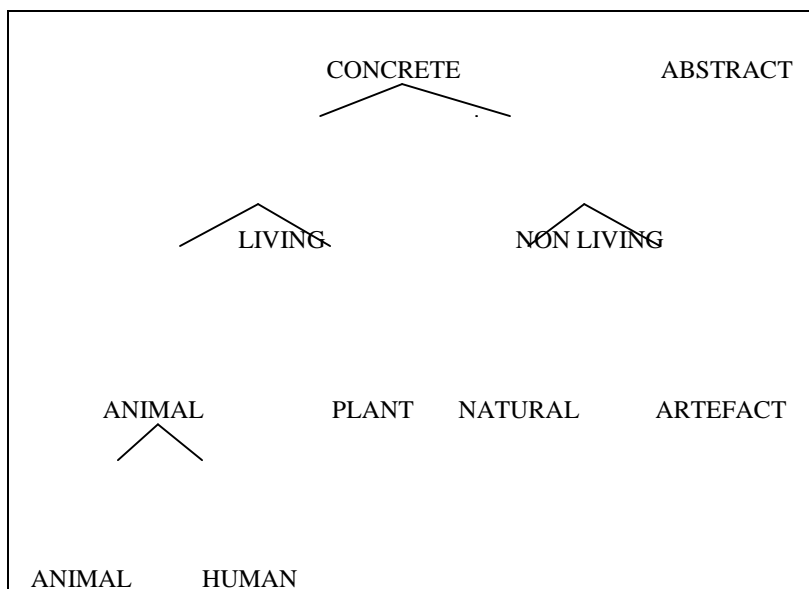 CONCRETE ABSTRACT
LIVING NON LIVING
ANIMAL PLANT NATURAL ARTEFACT
ANIMAL HUMAN